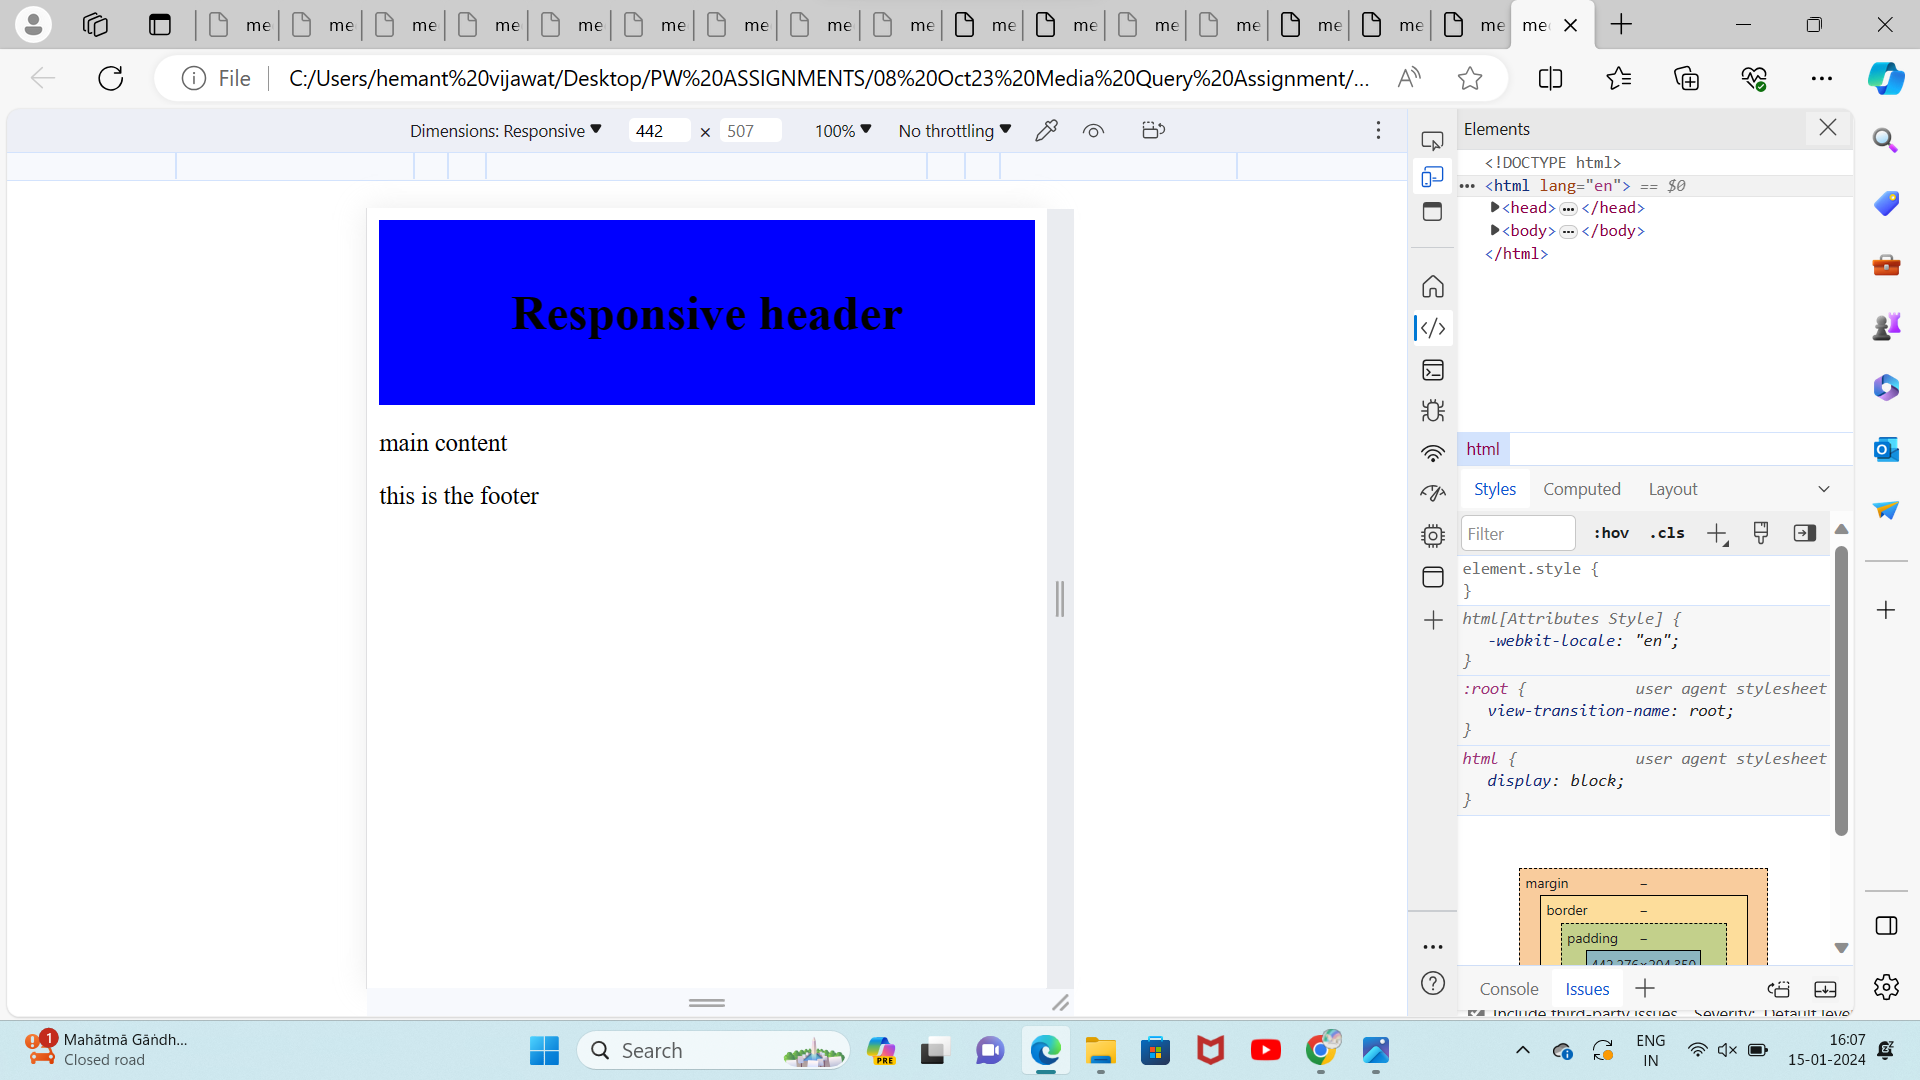 me me me me me me me me me me me me me me me me mee
File C:/Users/hemant%20vijawat/Desktop/PW%20ASSIGNMENTS/08%20Oct23%20Media%20Query%20Assignment/...
Dimensions: Responsive 442 × 507 100% No throttling
Elements
<!DOCTYPE html>
<html lang="en"> == $0
<head> ••• </head>
<body> ••• </body>
</html>
Responsive header
main content
this is the footer
html
Styles Computed Layout
Filter :hov .cls
element.style {
}
html[Attributes Style] {
-webkit-locale: "en";
}
:root { user agent stylesheet
view-transition-name: root;
}
html { user agent stylesheet
display: block;
}
margin –
border –
padding –
442.276×204.350
Console Issues
Include third-party issues Severity: Default leve
1 Mahātmā Gāṅdh...
Closed road
Search
PRE
ENG
IN
16:07
15-01-2024